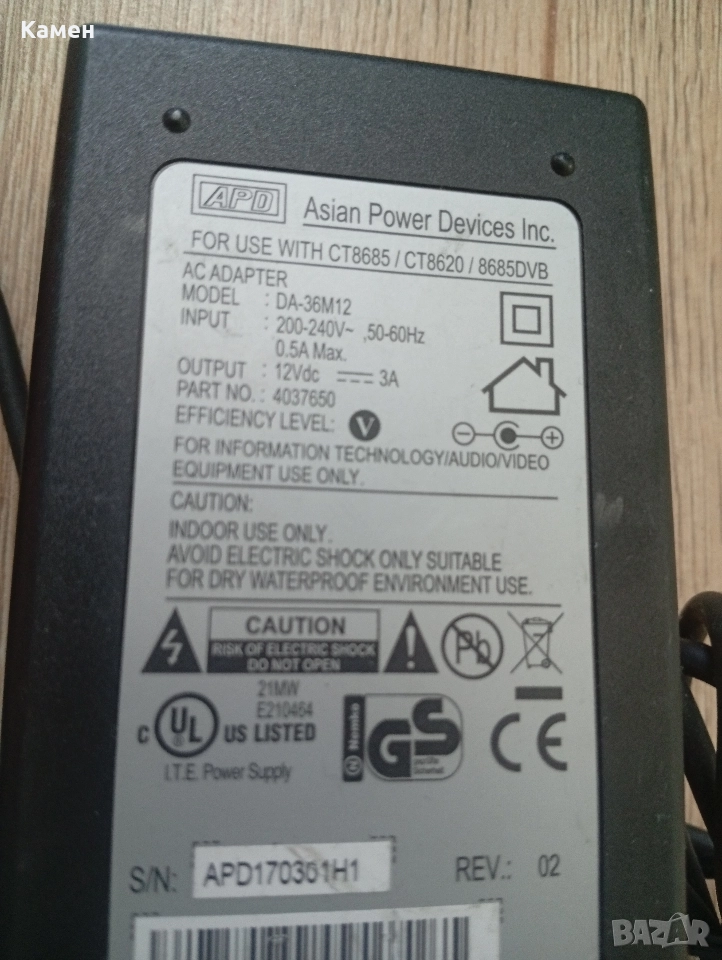 Камен
APD Asian Power Devices Inc.
FOR USE WITH CT8685 / CT8620 / 8685DVB
AC ADAPTER
MODEL : DA-36M12
INPUT : 200-240V~ ,50-60Hz
0.5A Max.
OUTPUT : 12Vdc 3A
PART NO. : 4037650
EFFICIENCY LEVEL: V
FOR INFORMATION TECHNOLOGY/AUDIO/VIDEO
EQUIPMENT USE ONLY.
CAUTION:
INDOOR USE ONLY.
AVOID ELECTRIC SHOCK ONLY SUITABLE
FOR DRY WATERPROOF ENVIRONMENT USE.
CAUTION
RISK OF ELECTRIC SHOCK
DO NOT OPEN
Pb
21MW
E210464
C UL US LISTED
I.T.E. Power Supply
N Nemko
GS
geprüfte
Sicherheit
CE
S/N: APD170351H1 REV.: 02
BAZAR